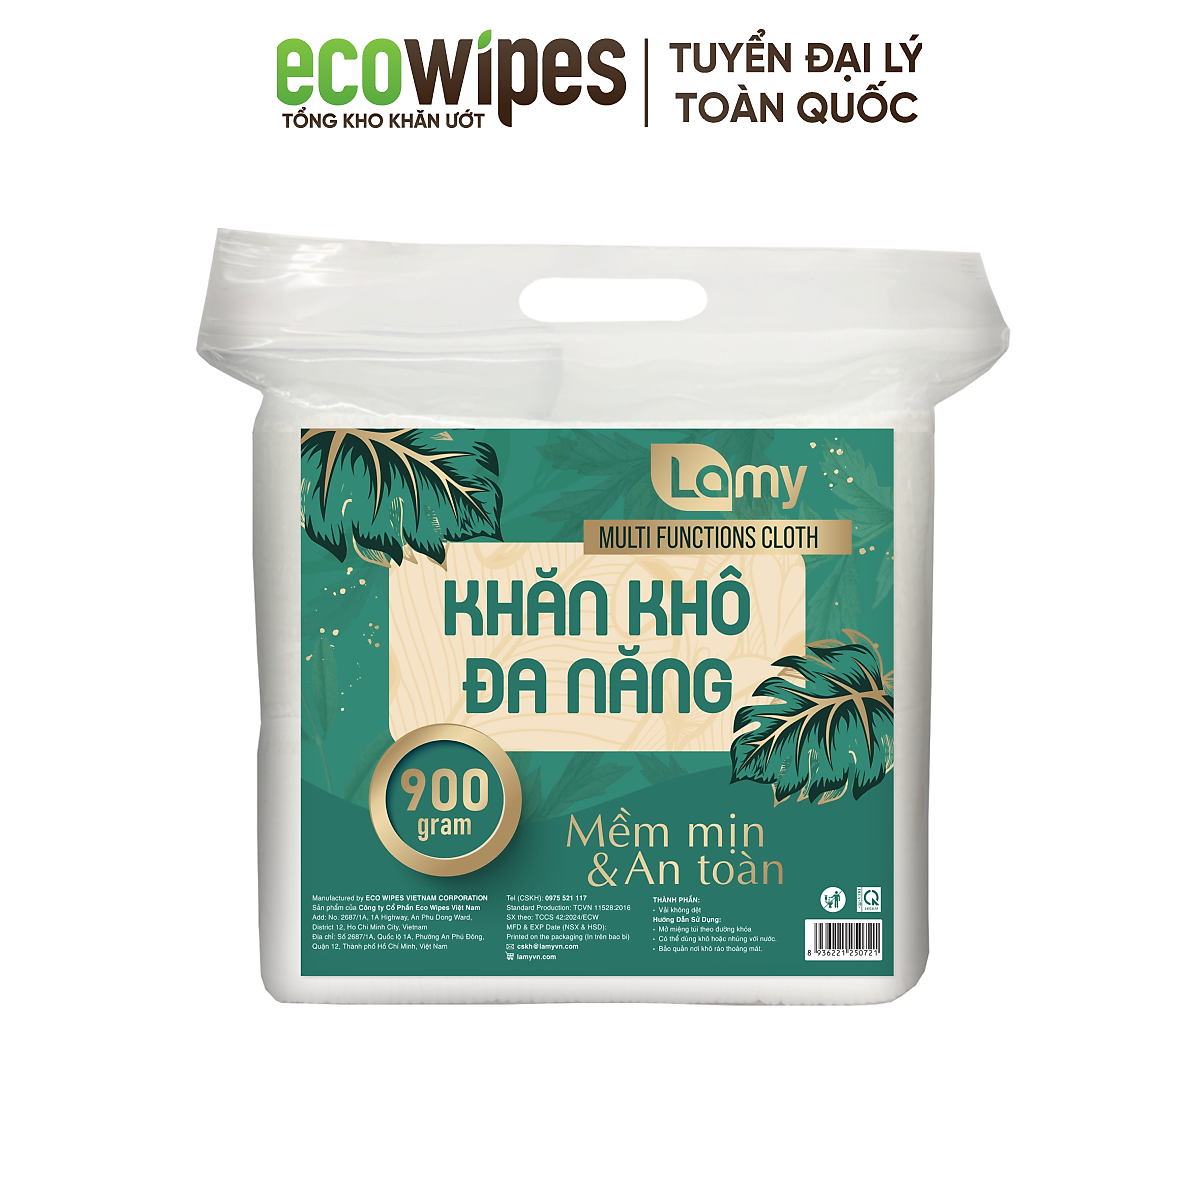 ecowipes
TỔNG KHO KHĂN ƯỚT
TUYỂN ĐẠI LÝ
TOÀN QUỐC
Lamy
MULTI FUNCTIONS CLOTH
KHĂN KHÔ
ĐA NĂNG
900
gram
Mềm mịn
& An toàn
Manufactured by ECO WIPES VIETNAM CORPORATION
Sản phẩm của Công ty Cổ Phần Eco Wipes Việt Nam
Add: No. 2687/1A, 1A Highway, An Phu Dong Ward,
District 12, Ho Chi Minh City, Vietnam
Địa chỉ: Số 2687/1A, Quốc lộ 1A, Phường An Phú Đông,
Quận 12, Thành phố Hồ Chí Minh, Việt Nam
Tel (CSKH): 0975 521 117
Standard Production: TCVN 11528:2016
SX theo: TCCS 42:2024/ECW
MFD & EXP Date (NSX & HSD):
Printed on the packaging (In trên bao bì)
cskh@lamyvn.com
lamyvn.com
THÀNH PHẦN:
• Vải không dệt
Hướng Dẫn Sử Dụng:
• Mở miệng túi theo đường khóa
• Có thể dùng khô hoặc nhúng với nước.
• Bảo quản nơi khô ráo thoáng mát.
8 936221 250721